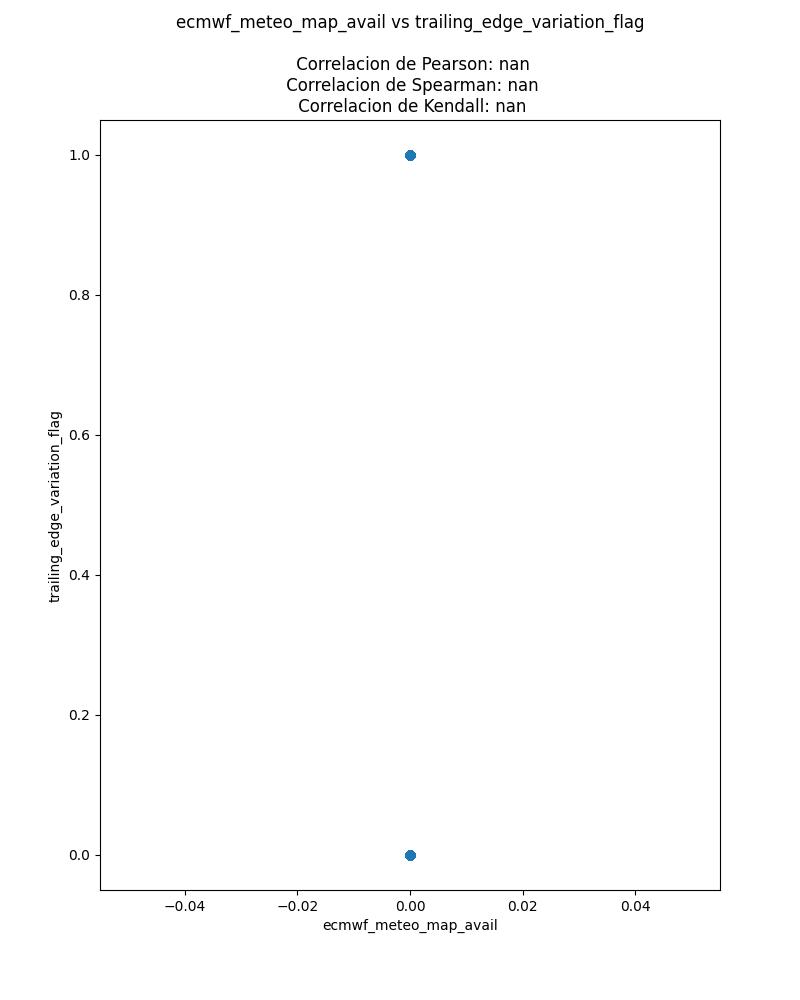 ecmwf_meteo_map_avail vs trailing_edge_variation_flag
Correlacion de Pearson: nan
Correlacion de Spearman: nan
Correlacion de Kendall: nan
1.0
0.8
0.6
0.4
0.2
0.0
trailing_edge_variation_flag
−0.04
−0.02
0.00
0.02
0.04
ecmwf_meteo_map_avail